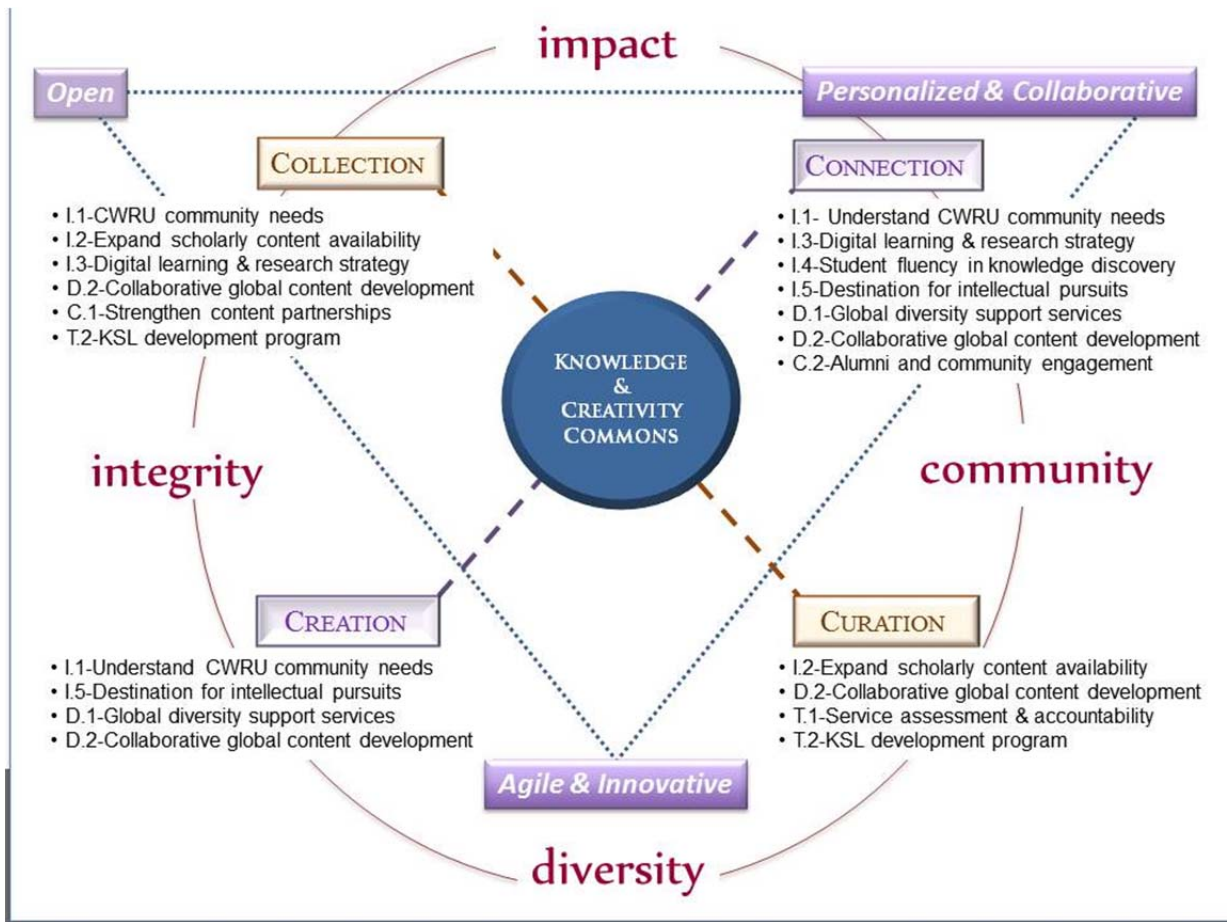 impact
Open
Personalized & Collaborative
COLLECTION
• I.1-CWRU community needs
• I.2-Expand scholarly content availability
• I.3-Digital learning & research strategy
• D.2-Collaborative global content development
• C.1-Strengthen content partnerships
• T.2-KSL development program
CONNECTION
• I.1- Understand CWRU community needs
• I.3-Digital learning & research strategy
• I.4-Student fluency in knowledge discovery
• I.5-Destination for intellectual pursuits
• D.1-Global diversity support services
• D.2-Collaborative global content development
• C.2-Alumni and community engagement
KNOWLEDGE
&
CREATIVITY
COMMONS
integrity
community
CREATION
• I.1-Understand CWRU community needs
• I.5-Destination for intellectual pursuits
• D.1-Global diversity support services
• D.2-Collaborative global content development
CURATION
• I.2-Expand scholarly content availability
• D.2-Collaborative global content development
• T.1-Service assessment & accountability
• T.2-KSL development program
Agile & Innovative
diversity